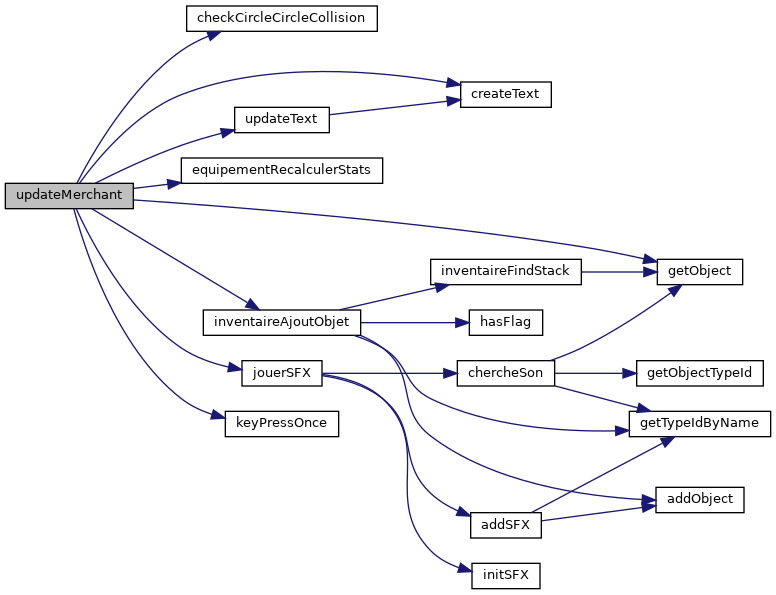 checkCircleCircleCollision
createText
updateText
equipementRecalculerStats
updateMerchant
inventaireFindStack
getObject
inventaireAjoutObjet
hasFlag
jouerSFX
chercheSon
getObjectTypeId
keyPressOnce
getTypeIdByName
addObject
addSFX
initSFX